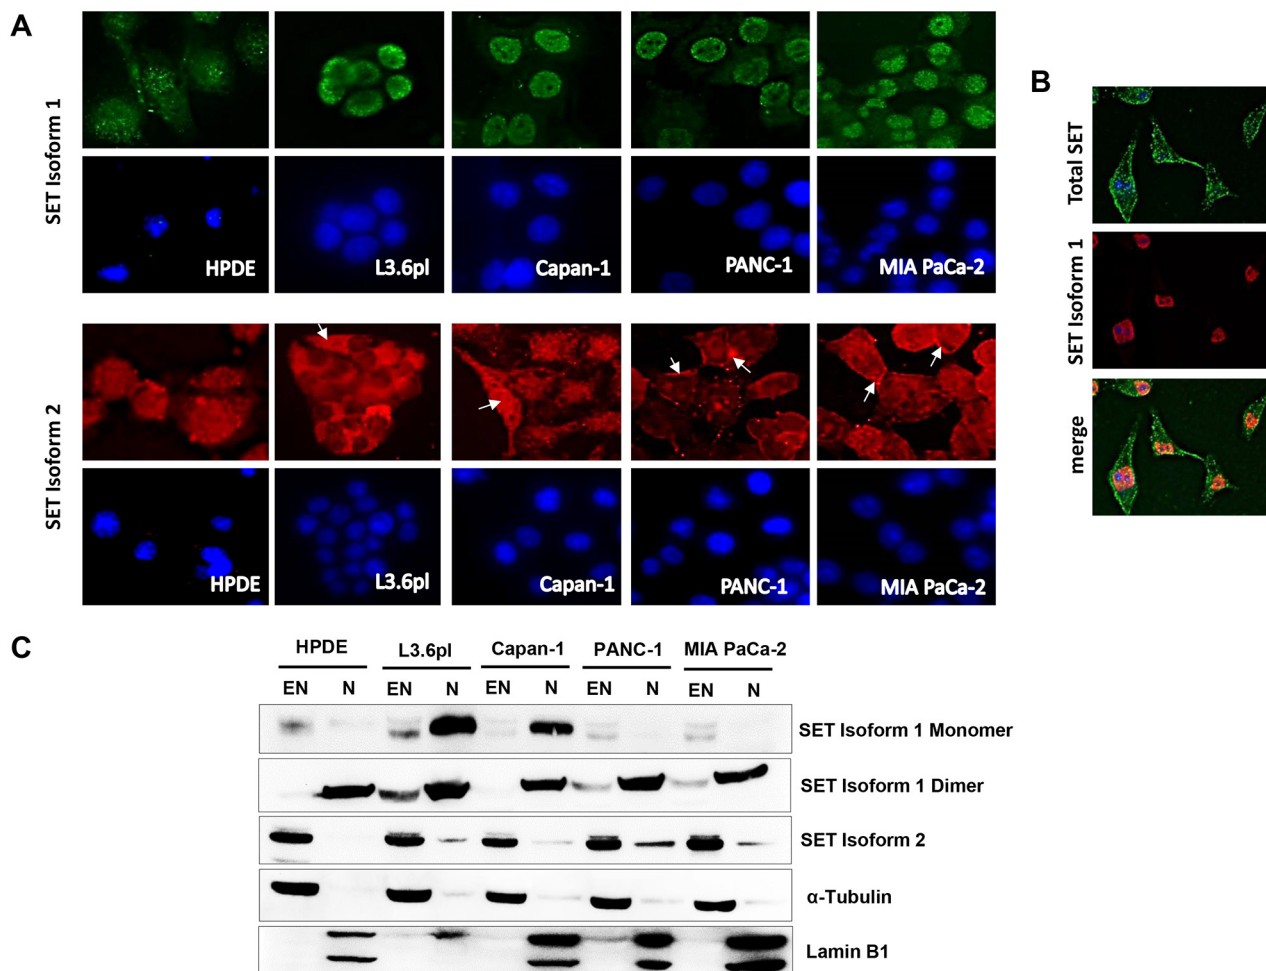 A
SET Isoform 1
HPDE
L3.6pl
Capan-1
PANC-1
MIA PaCa-2
SET Isoform 2
HPDE
L3.6pl
Capan-1
PANC-1
MIA PaCa-2
B
Total SET
SET Isoform 1
merge
C
HPDE
L3.6pl
Capan-1
PANC-1
MIA PaCa-2
EN N EN N EN N EN N EN N
SET Isoform 1 Monomer
SET Isoform 1 Dimer
SET Isoform 2
α-Tubulin
Lamin B1